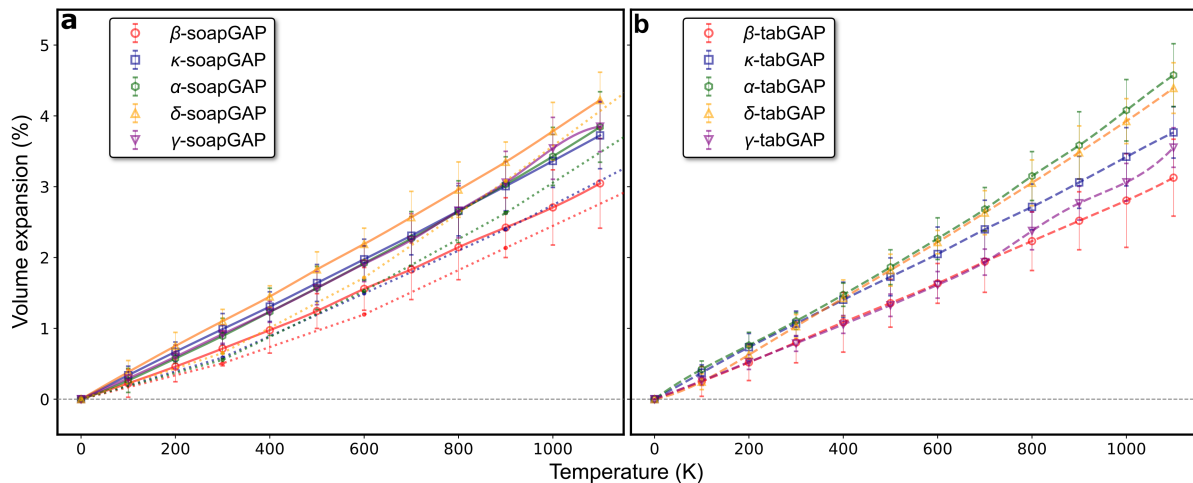 a
β-soapGAP
κ-soapGAP
α-soapGAP
δ-soapGAP
γ-soapGAP
b
β-tabGAP
κ-tabGAP
α-tabGAP
δ-tabGAP
γ-tabGAP
Volume expansion (%)
5
4
3
2
1
0
0 200 400 600 800 1000
0 200 400 600 800 1000
Temperature (K)